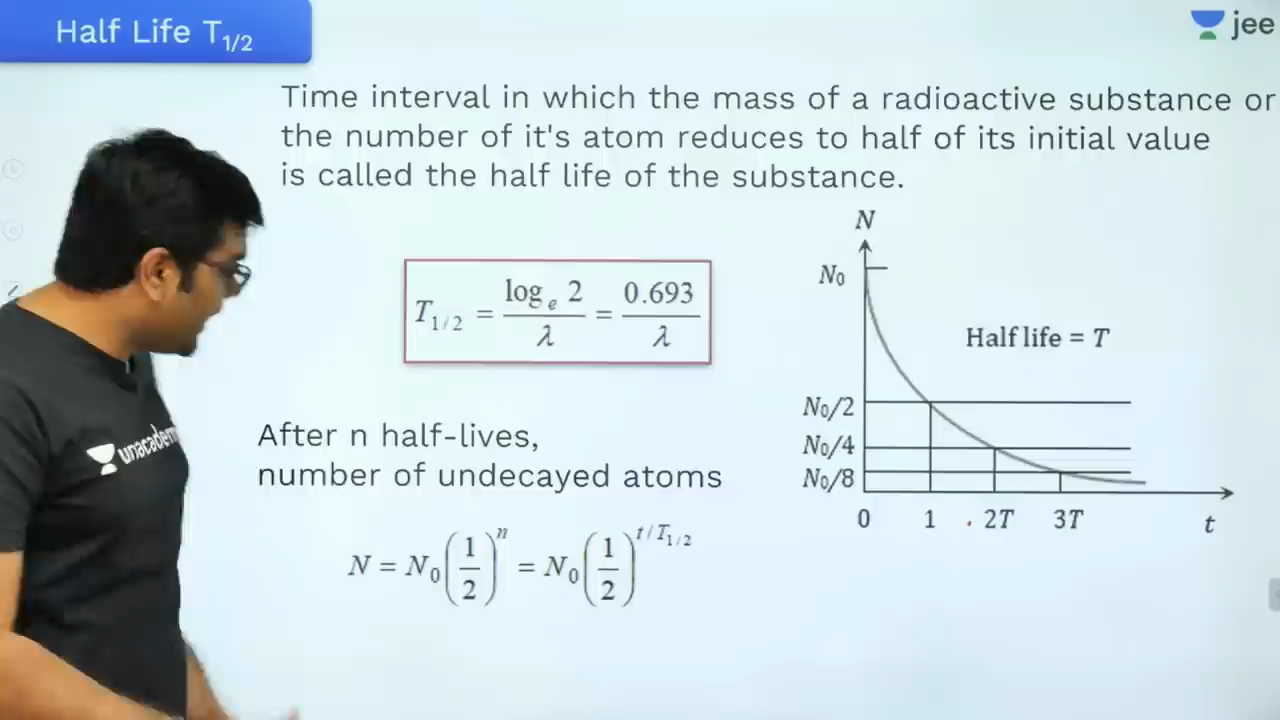 Half Life T₁/₂
jee
Time interval in which the mass of a radioactive substance or
the number of it's atom reduces to half of its initial value
is called the half life of the substance.
T₁/₂ = logₑ 2 / λ = 0.693 / λ
After n half-lives,
number of undecayed atoms
N = N₀(1/2)ⁿ = N₀(1/2)^(t/T₁/₂)
N
N₀
Half life = T
N₀/2
N₀/4
N₀/8
0 1 2T 3T t
unacademy